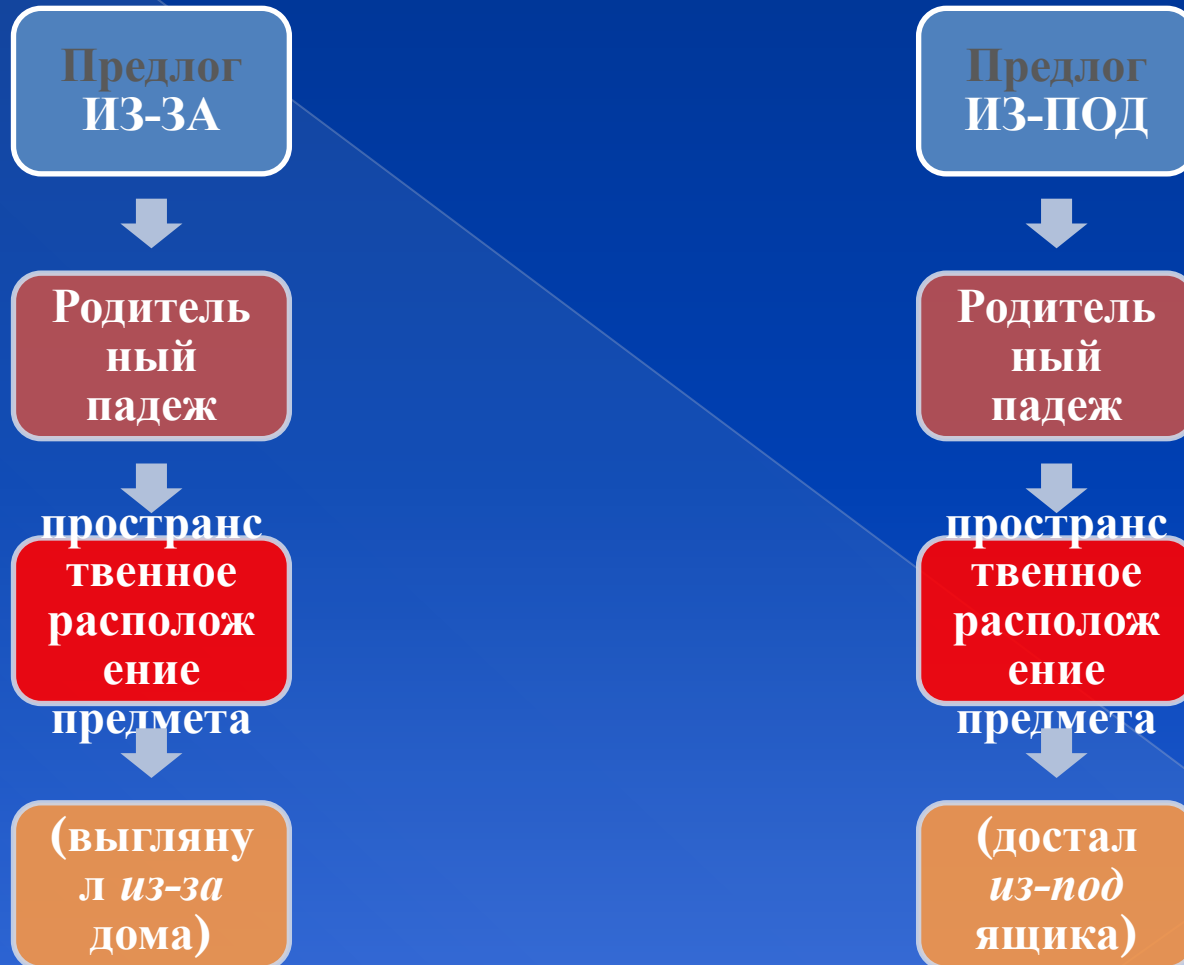 Предлог
ИЗ-ЗА
Родитель
ный
падеж
пространс
твенное
располож
ение
предмета
(выгляну
л из-за
дома)
Предлог
ИЗ-ПОД
Родитель
ный
падеж
пространс
твенное
располож
ение
предмета
(достал
из-под
ящика)